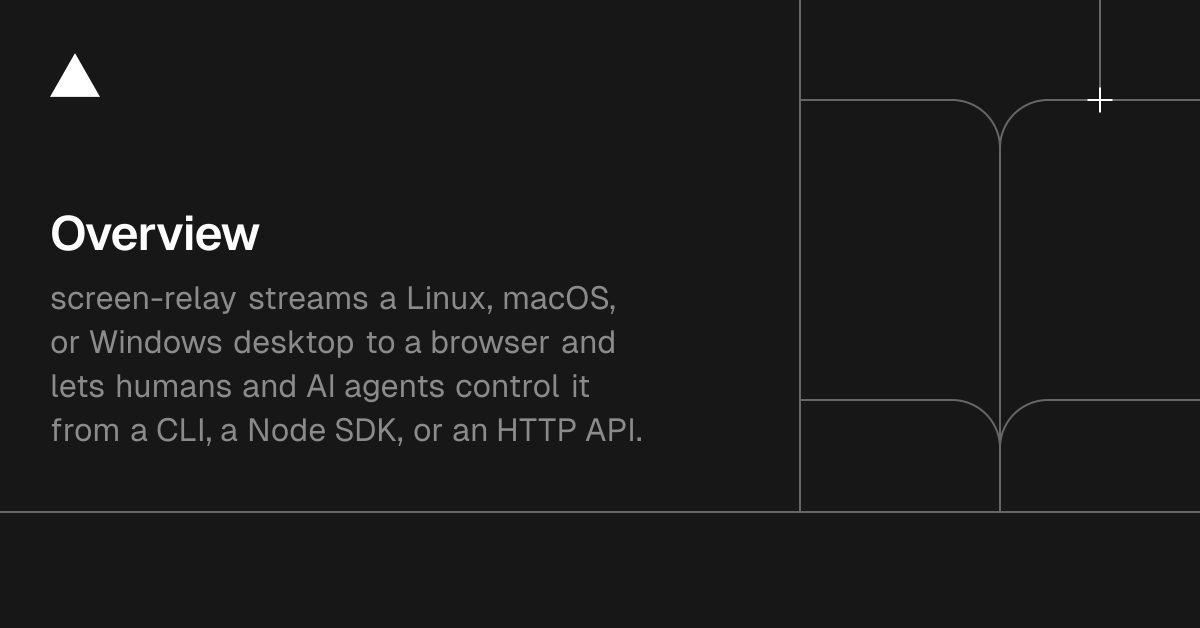 Overview
screen-relay streams a Linux, macOS,
or Windows desktop to a browser and
lets humans and AI agents control it
from a CLI, a Node SDK, or an HTTP API.